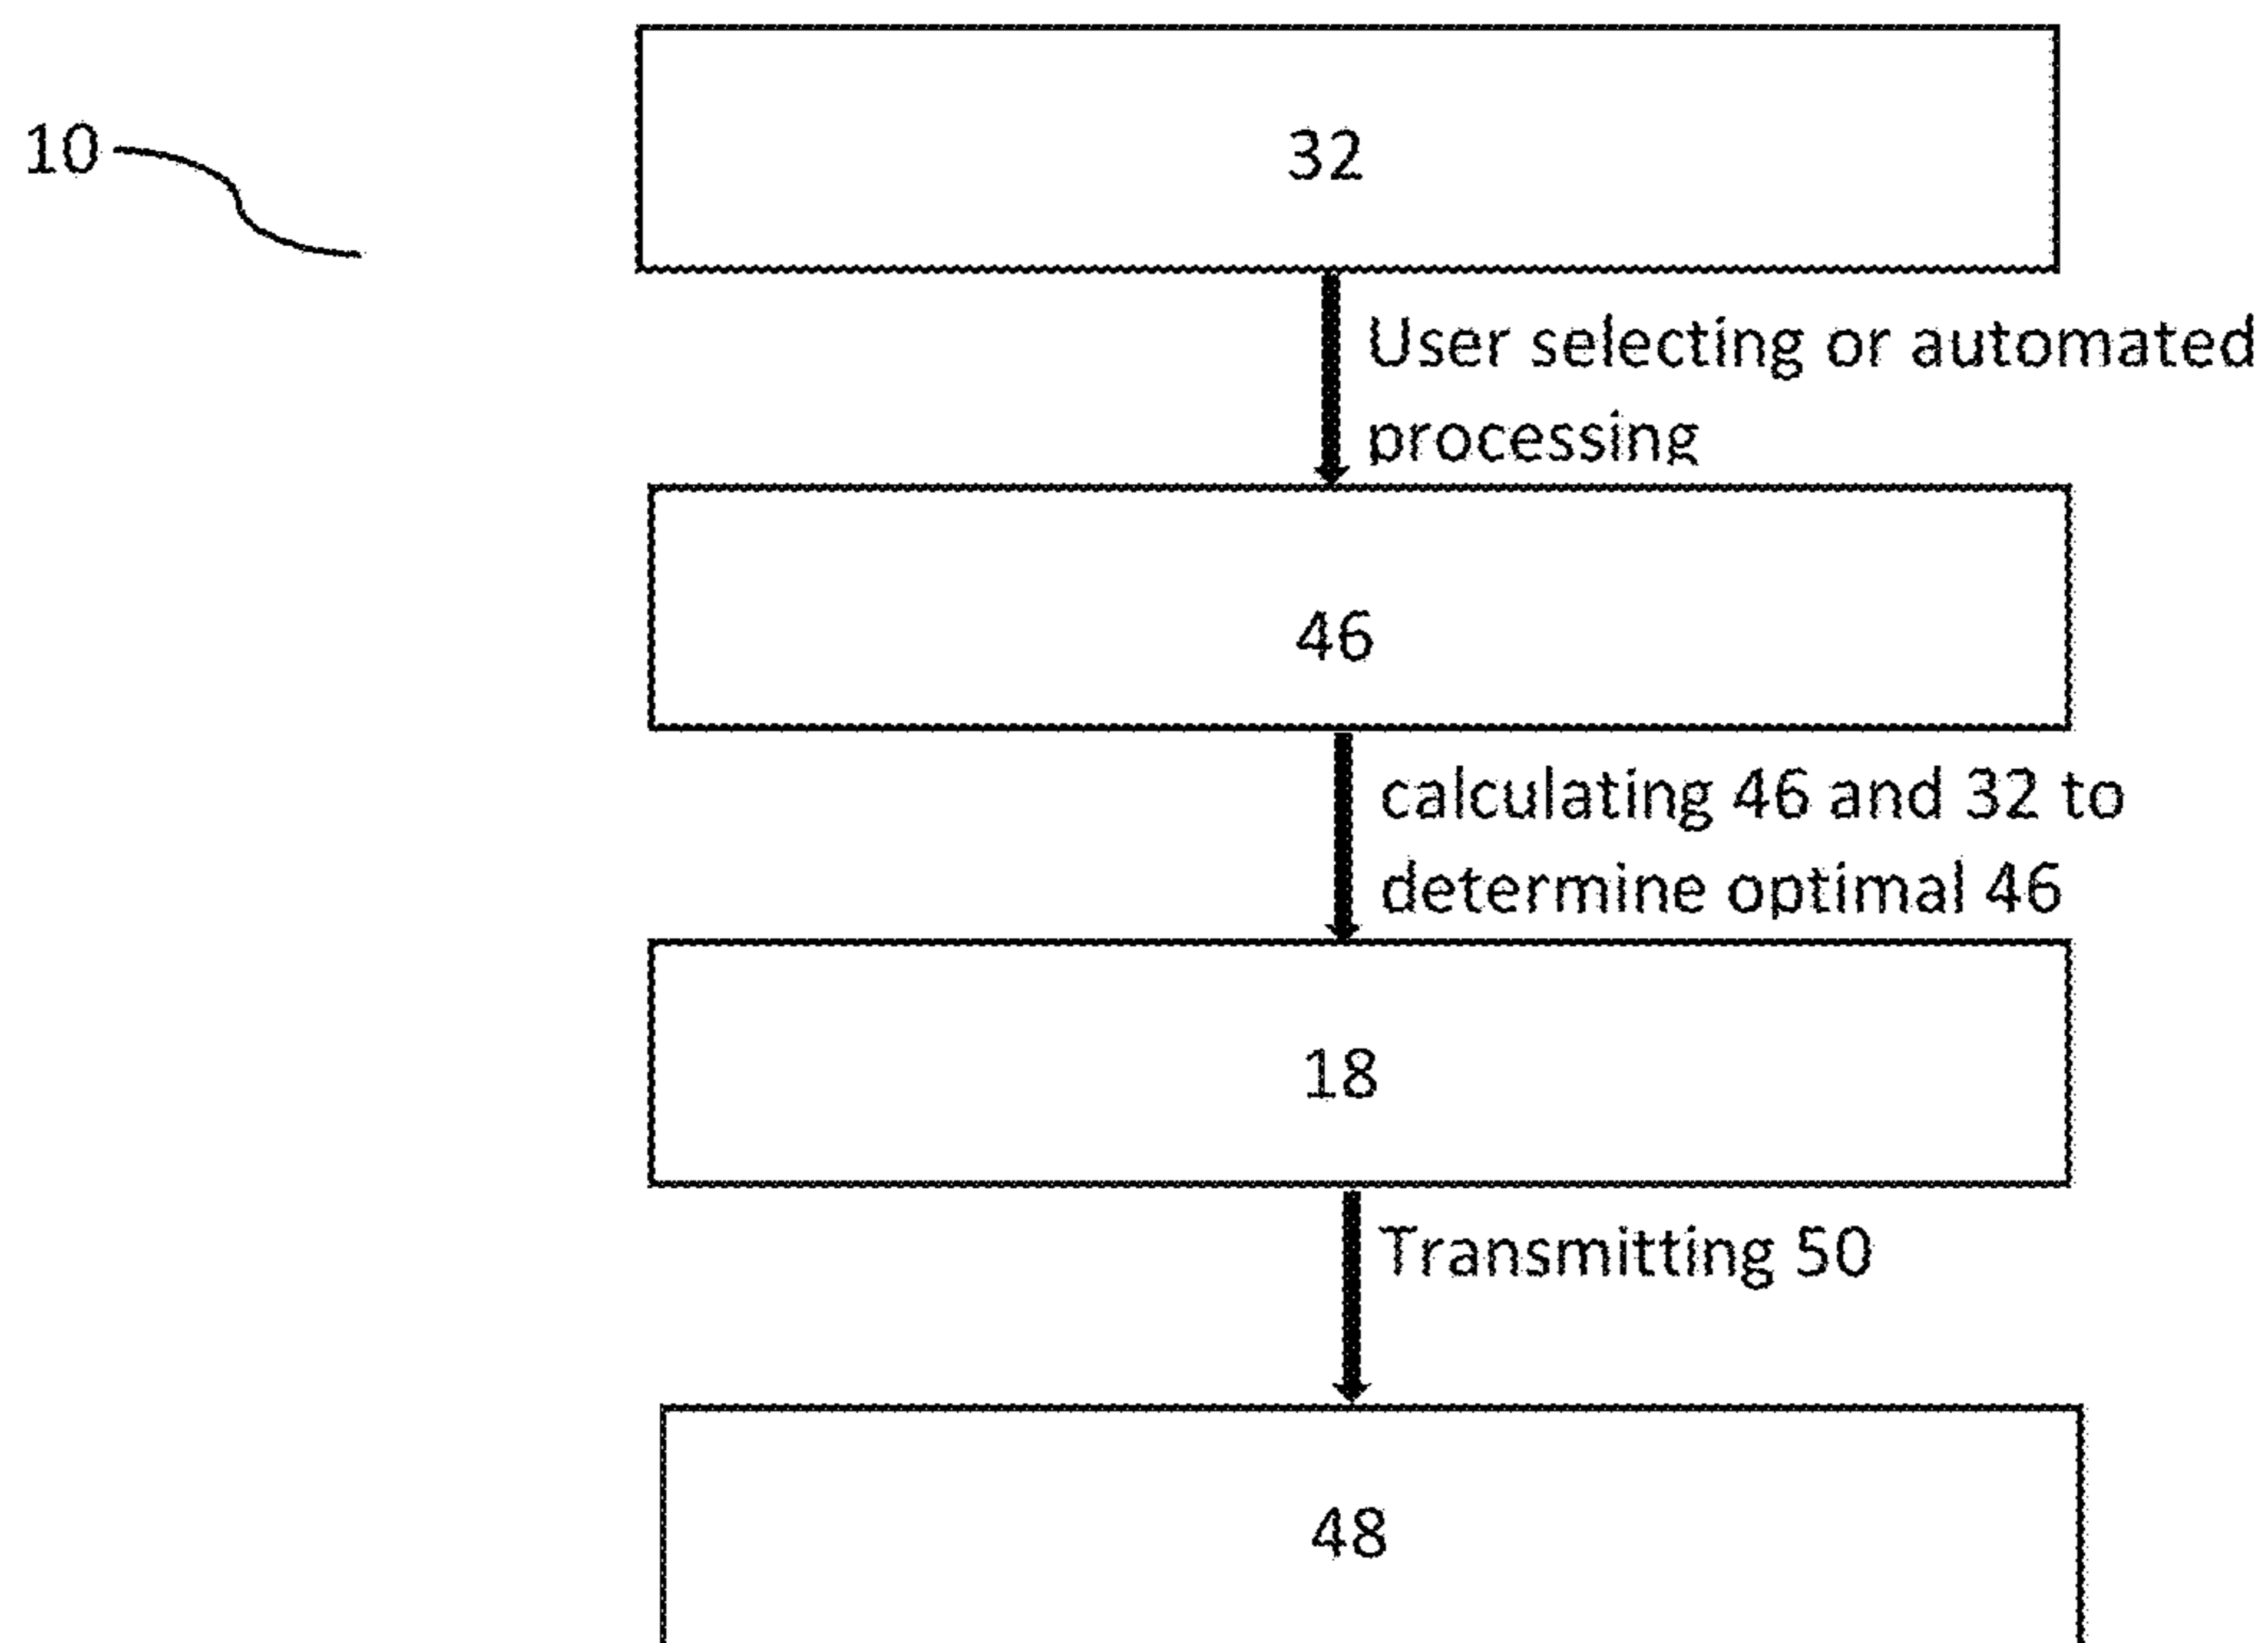 10
32
User selecting or automated
processing
46
calculating 46 and 32 to
determine optimal 46
18
Transmitting 50
48